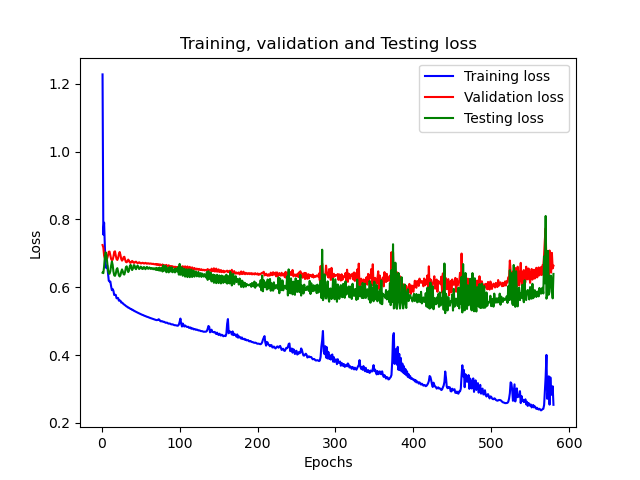 Training, validation and Testing loss
Training loss
Validation loss
Testing loss
Loss
1.2
1.0
0.8
0.6
0.4
0.2
0
100
200
300
400
500
600
Epochs